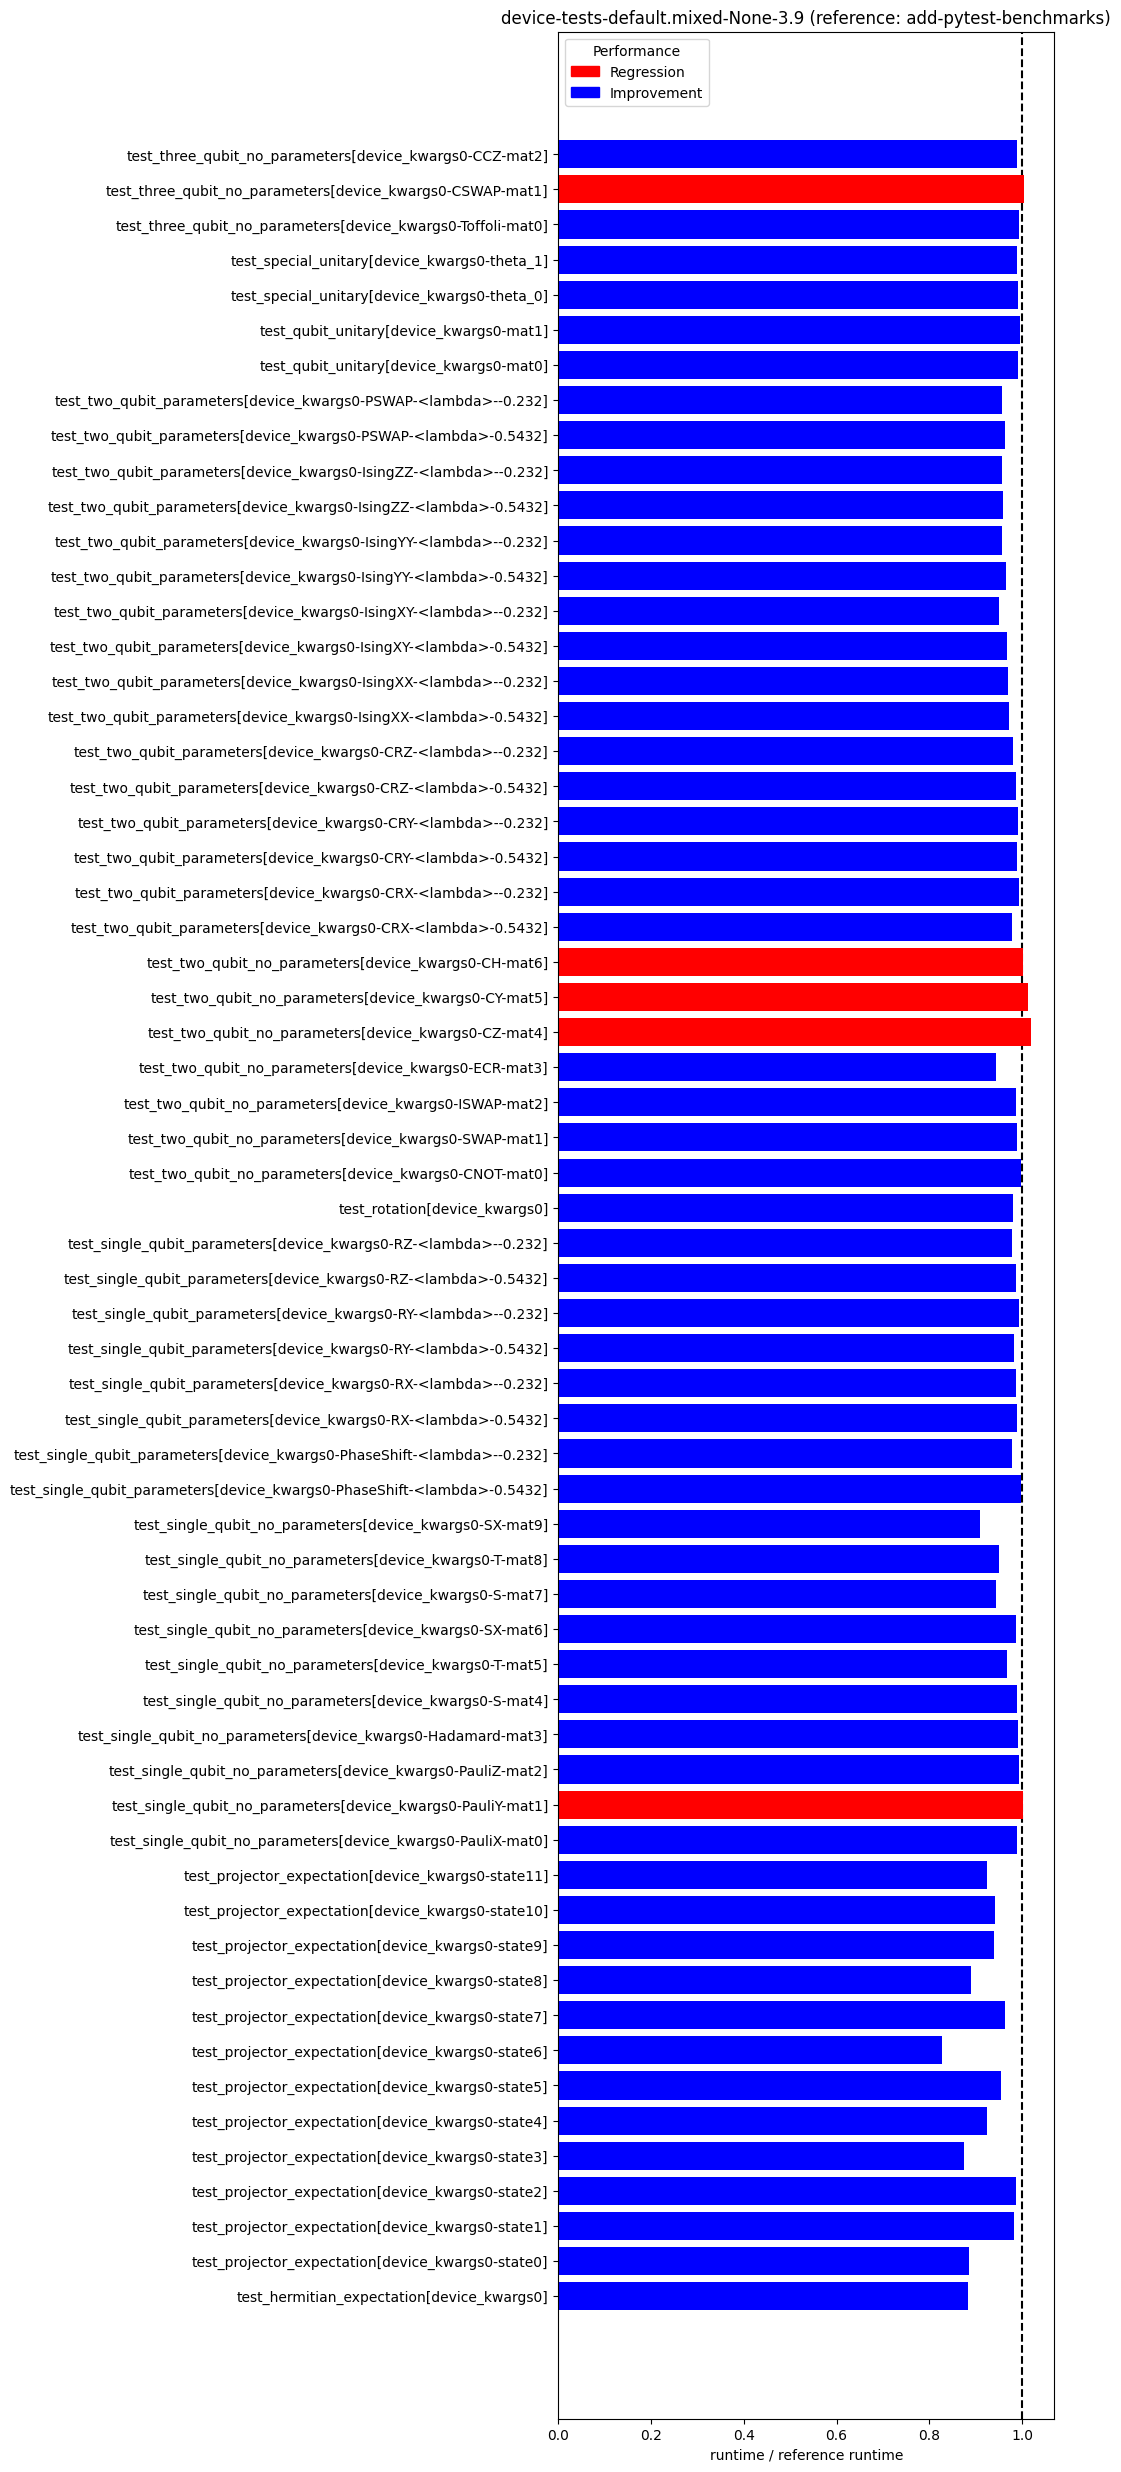 device-tests-default.mixed-None-3.9 (reference: add-pytest-benchmarks)
Performance
Regression
Improvement
test_three_qubit_no_parameters[device_kwargs0-CCZ-mat2]
test_three_qubit_no_parameters[device_kwargs0-CSWAP-mat1]
test_three_qubit_no_parameters[device_kwargs0-Toffoli-mat0]
test_special_unitary[device_kwargs0-theta_1]
test_special_unitary[device_kwargs0-theta_0]
test_qubit_unitary[device_kwargs0-mat1]
test_qubit_unitary[device_kwargs0-mat0]
test_two_qubit_parameters[device_kwargs0-PSWAP-<lambda>--0.232]
test_two_qubit_parameters[device_kwargs0-PSWAP-<lambda>-0.5432]
test_two_qubit_parameters[device_kwargs0-IsingZZ-<lambda>--0.232]
test_two_qubit_parameters[device_kwargs0-IsingZZ-<lambda>-0.5432]
test_two_qubit_parameters[device_kwargs0-IsingYY-<lambda>--0.232]
test_two_qubit_parameters[device_kwargs0-IsingYY-<lambda>-0.5432]
test_two_qubit_parameters[device_kwargs0-IsingXY-<lambda>--0.232]
test_two_qubit_parameters[device_kwargs0-IsingXY-<lambda>-0.5432]
test_two_qubit_parameters[device_kwargs0-IsingXX-<lambda>--0.232]
test_two_qubit_parameters[device_kwargs0-IsingXX-<lambda>-0.5432]
test_two_qubit_parameters[device_kwargs0-CRZ-<lambda>--0.232]
test_two_qubit_parameters[device_kwargs0-CRZ-<lambda>-0.5432]
test_two_qubit_parameters[device_kwargs0-CRY-<lambda>--0.232]
test_two_qubit_parameters[device_kwargs0-CRY-<lambda>-0.5432]
test_two_qubit_parameters[device_kwargs0-CRX-<lambda>--0.232]
test_two_qubit_parameters[device_kwargs0-CRX-<lambda>-0.5432]
test_two_qubit_no_parameters[device_kwargs0-CH-mat6]
test_two_qubit_no_parameters[device_kwargs0-CY-mat5]
test_two_qubit_no_parameters[device_kwargs0-CZ-mat4]
test_two_qubit_no_parameters[device_kwargs0-ECR-mat3]
test_two_qubit_no_parameters[device_kwargs0-ISWAP-mat2]
test_two_qubit_no_parameters[device_kwargs0-SWAP-mat1]
test_two_qubit_no_parameters[device_kwargs0-CNOT-mat0]
test_rotation[device_kwargs0]
test_single_qubit_parameters[device_kwargs0-RZ-<lambda>--0.232]
test_single_qubit_parameters[device_kwargs0-RZ-<lambda>-0.5432]
test_single_qubit_parameters[device_kwargs0-RY-<lambda>--0.232]
test_single_qubit_parameters[device_kwargs0-RY-<lambda>-0.5432]
test_single_qubit_parameters[device_kwargs0-RX-<lambda>--0.232]
test_single_qubit_parameters[device_kwargs0-RX-<lambda>-0.5432]
test_single_qubit_parameters[device_kwargs0-PhaseShift-<lambda>--0.232]
test_single_qubit_parameters[device_kwargs0-PhaseShift-<lambda>-0.5432]
test_single_qubit_no_parameters[device_kwargs0-SX-mat9]
test_single_qubit_no_parameters[device_kwargs0-T-mat8]
test_single_qubit_no_parameters[device_kwargs0-S-mat7]
test_single_qubit_no_parameters[device_kwargs0-SX-mat6]
test_single_qubit_no_parameters[device_kwargs0-T-mat5]
test_single_qubit_no_parameters[device_kwargs0-S-mat4]
test_single_qubit_no_parameters[device_kwargs0-Hadamard-mat3]
test_single_qubit_no_parameters[device_kwargs0-PauliZ-mat2]
test_single_qubit_no_parameters[device_kwargs0-PauliY-mat1]
test_single_qubit_no_parameters[device_kwargs0-PauliX-mat0]
test_projector_expectation[device_kwargs0-state11]
test_projector_expectation[device_kwargs0-state10]
test_projector_expectation[device_kwargs0-state9]
test_projector_expectation[device_kwargs0-state8]
test_projector_expectation[device_kwargs0-state7]
test_projector_expectation[device_kwargs0-state6]
test_projector_expectation[device_kwargs0-state5]
test_projector_expectation[device_kwargs0-state4]
test_projector_expectation[device_kwargs0-state3]
test_projector_expectation[device_kwargs0-state2]
test_projector_expectation[device_kwargs0-state1]
test_projector_expectation[device_kwargs0-state0]
test_hermitian_expectation[device_kwargs0]
0.0 0.2 0.4 0.6 0.8 1.0
runtime / reference runtime